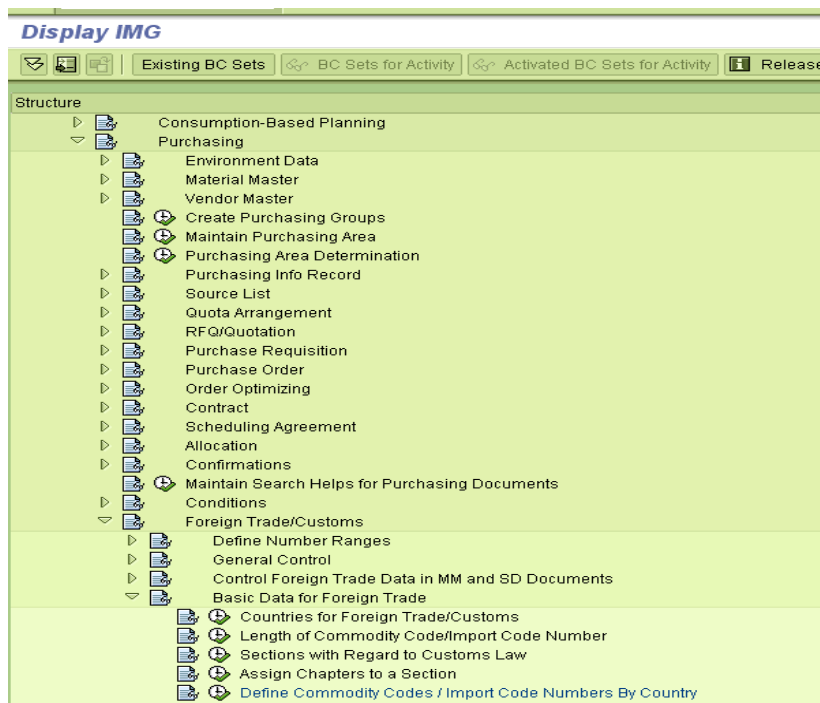 Display IMG
Existing BC Sets BC Sets for Activity Activated BC Sets for Activity Release
Structure
Consumption-Based Planning
Purchasing
Environment Data
Material Master
Vendor Master
Create Purchasing Groups
Maintain Purchasing Area
Purchasing Area Determination
Purchasing Info Record
Source List
Quota Arrangement
RFQ/Quotation
Purchase Requisition
Purchase Order
Order Optimizing
Contract
Scheduling Agreement
Allocation
Confirmations
Maintain Search Helps for Purchasing Documents
Conditions
Foreign Trade/Customs
Define Number Ranges
General Control
Control Foreign Trade Data in MM and SD Documents
Basic Data for Foreign Trade
Countries for Foreign Trade/Customs
Length of Commodity Code/Import Code Number
Sections with Regard to Customs Law
Assign Chapters to a Section
Define Commodity Codes / Import Code Numbers By Country